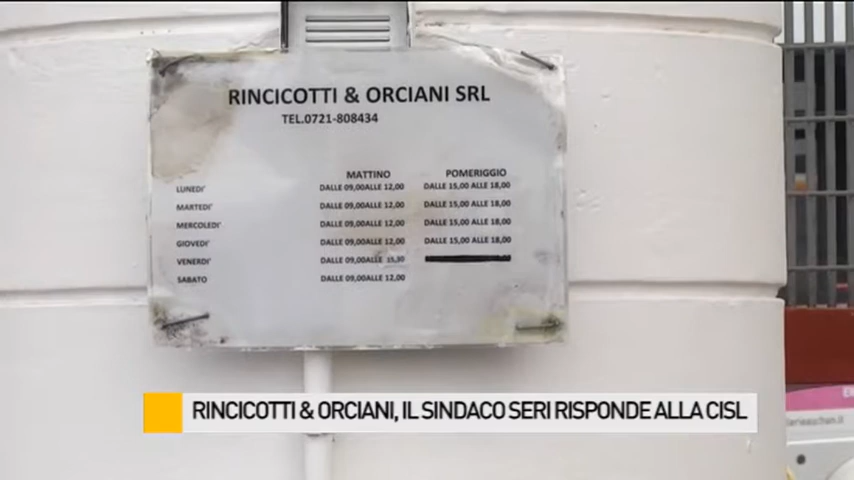 RINCICOTTI & ORCIANI SRL
TEL.0721-808434
MATTINO POMERIGGIO
LUNEDI' DALLE 09,00ALLE 12,00 DALLE 15,00 ALLE 18,00
MARTEDI' DALLE 09,00ALLE 12,00 DALLE 15,00 ALLE 18,00
MERCOLEDI' DALLE 09,00ALLE 12,00 DALLE 15,00 ALLE 18,00
GIOVEDI' DALLE 09,00ALLE 12,00 DALLE 15,00 ALLE 18,00
VENERDI' DALLE 09,00ALLE 15,30
SABATO DALLE 09,00ALLE 12,00
RINCICOTTI & ORCIANI, IL SINDACO SERI RISPONDE ALLA CISL